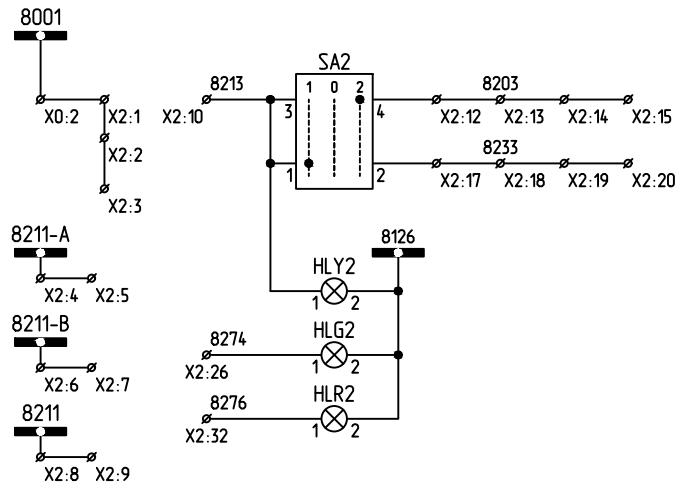 8001
X0:2
X2:1
X2:2
X2:3
8211-A
X2:4 X2:5
8211-B
X2:6 X2:7
8211
X2:8 X2:9
8213
X2:10
SA2
1 0 2
3 4
1 2
8203
X2:12 X2:13 X2:14 X2:15
8233
X2:17 X2:18 X2:19 X2:20
8126
HLY2
1 2
8274
X2:26
HLG2
1 2
8276
X2:32
HLR2
1 2